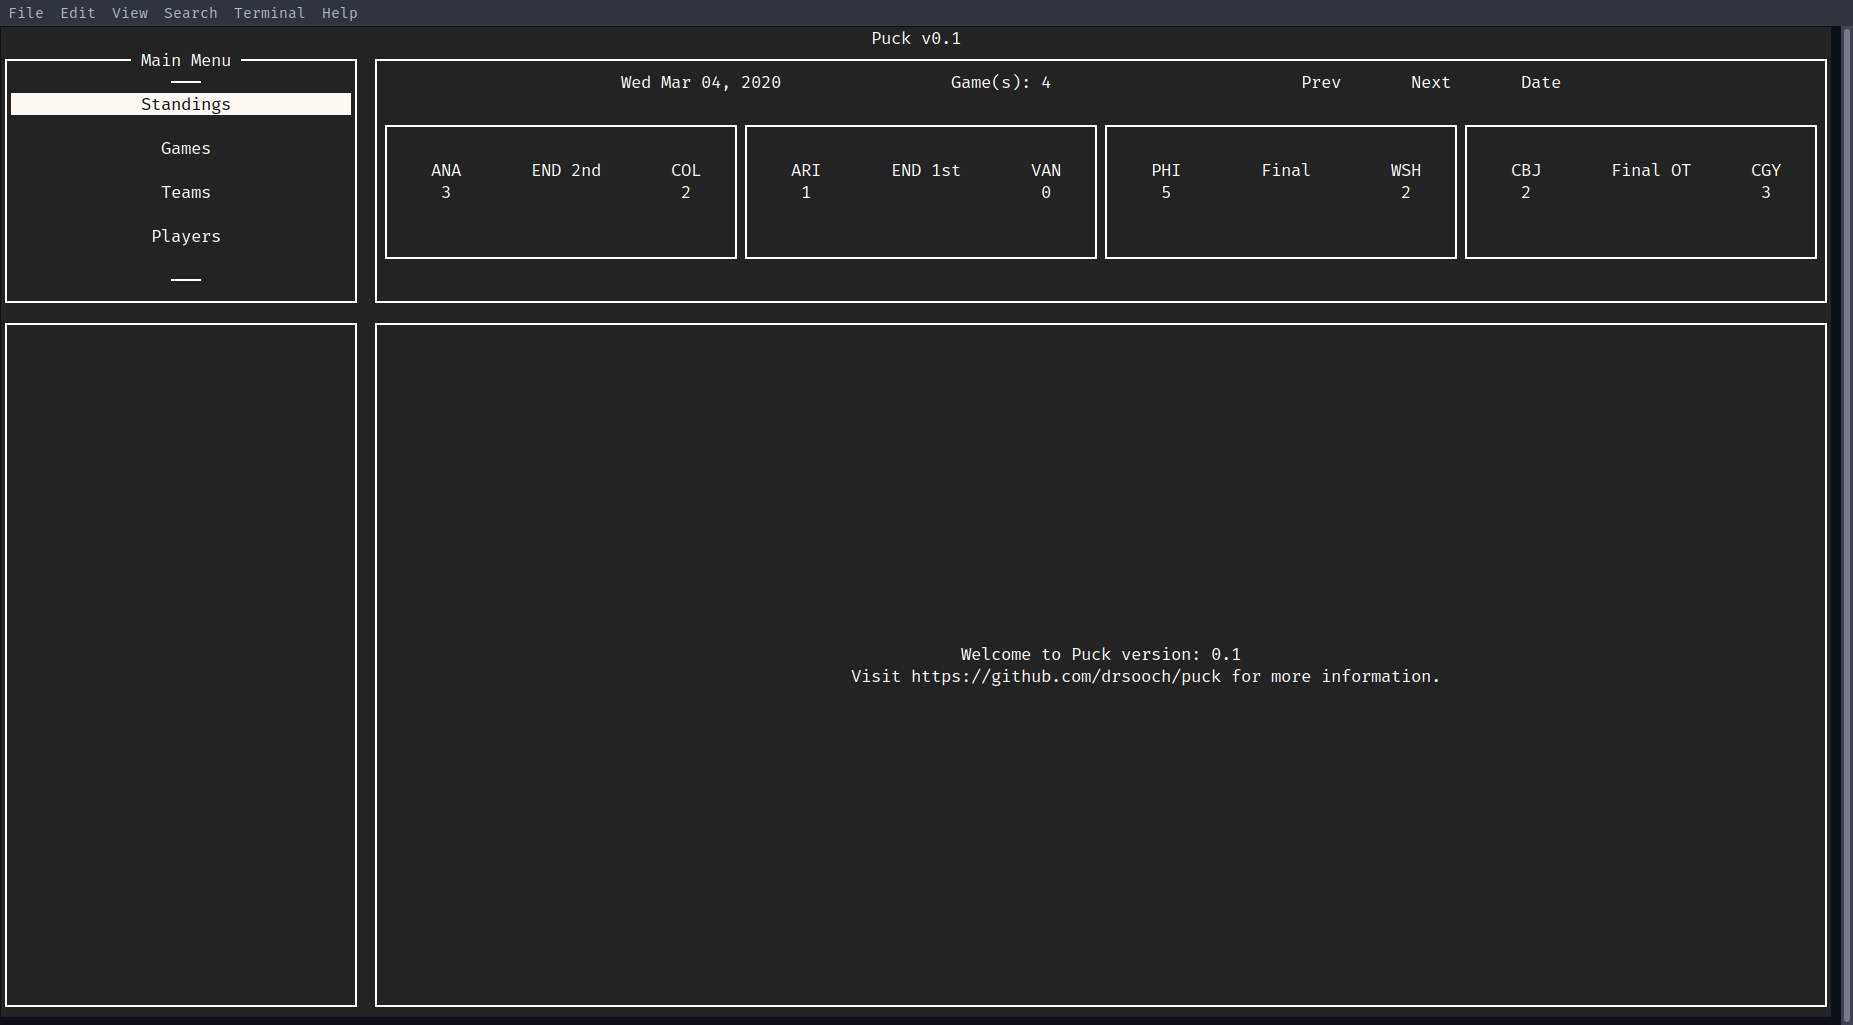 File Edit View Search Terminal Help
Puck v0.1
Main Menu
Standings
Games
Teams
Players
Wed Mar 04, 2020 Game(s): 4 Prev Next Date
ANA END 2nd COL
3 2
ARI END 1st VAN
1 0
PHI Final WSH
5 2
CBJ Final OT CGY
2 3
Welcome to Puck version: 0.1
Visit https://github.com/drsooch/puck for more information.